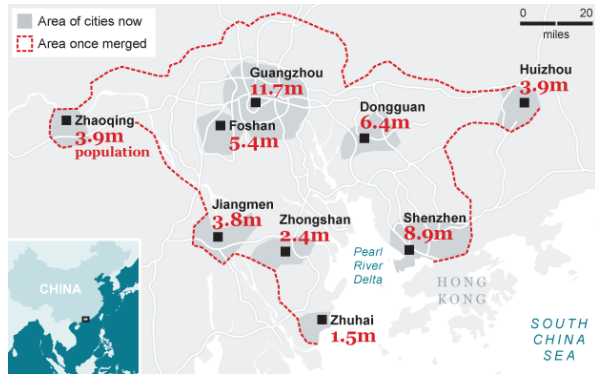 Area of cities now
Area once merged
0 20
miles
Guangzhou
11.7m
Huizhou
3.9m
Zhaoqing
3.9m
population
Foshan
5.4m
Dongguan
6.4m
Jiangmen
3.8m
Zhongshan
2.4m
Shenzhen
8.9m
Pearl
River
Delta
HONG
KONG
CHINA
Zhuhai
1.5m
SOUTH
CHINA
SEA